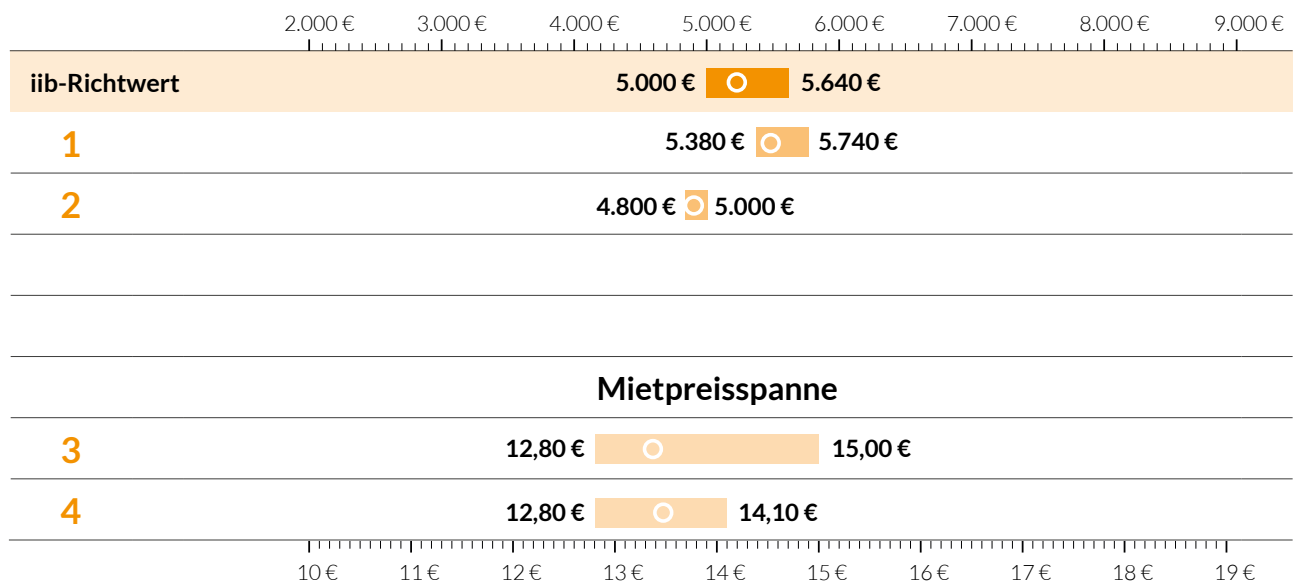 2.000 € 3.000 € 4.000 € 5.000 € 6.000 € 7.000 € 8.000 € 9.000 €
iib-Richtwert 5.000 € 5.640 €
1 5.380 € 5.740 €
2 4.800 € 5.000 €
Mietpreisspanne
3 12,80 € 15,00 €
4 12,80 € 14,10 €
10 € 11 € 12 € 13 € 14 € 15 € 16 € 17 € 18 € 19 €